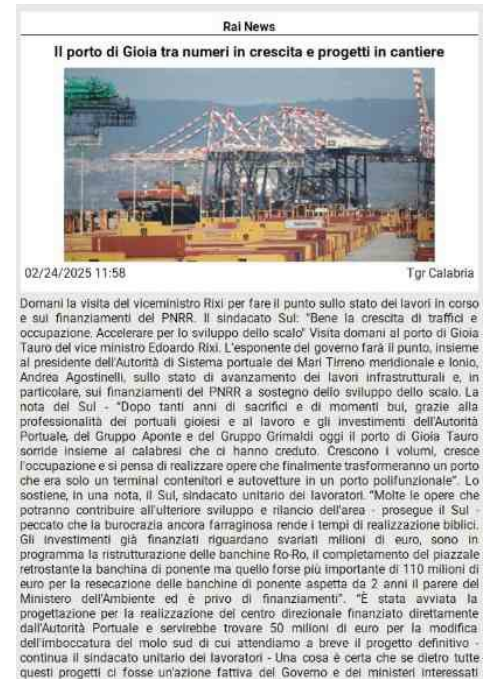 Rai News
Il porto di Gioia tra numeri in crescita e progetti in cantiere
02/24/2025 11:58
Tgr Calabria
Domani la visita del viceministro Rixi per fare il punto sullo stato dei lavori in corso
e sui finanziamenti del PNRR. Il sindacato Sul: "Bene la crescita di traffici e
occupazione. Accelerare per lo sviluppo dello scalo" Visita domani al porto di Gioia
Tauro del vice ministro Edoardo Rixi. L'esponente del governo farà il punto, insieme
al presidente dell'Autorità di Sistema portuale dei Mari Tirreno meridionale e Ionio,
Andrea Agostinelli, sullo stato di avanzamento dei lavori infrastrutturali e, in
particolare, sui finanziamenti del PNRR a sostegno dello sviluppo dello scalo. La
nota del Sul - "Dopo tanti anni di sacrifici e di momenti bui, grazie alla
professionalità dei portuali gioiesi e al lavoro e gli investimenti dell'Autorità
Portuale, del Gruppo Aponte e del Gruppo Grimaldi oggi il porto di Gioia Tauro
sorride insieme ai calabresi che ci hanno creduto. Crescono i volumi, cresce
l'occupazione e si pensa di realizzare opere che finalmente trasformeranno un porto
che era solo un terminal contenitori e autovetture in un porto polifunzionale". Lo
sostiene, in una nota, il Sul, sindacato unitario dei lavoratori. "Molte le opere che
potranno contribuire all'ulteriore sviluppo e rilancio dell'area - prosegue il Sul -
peccato che la burocrazia ancora farraginosa rende i tempi di realizzazione biblici.
Gli investimenti già finanziati riguardano svariati milioni di euro, sono in
programma la ristrutturazione delle banchine Ro-Ro, il completamento del piazzale
retrostante la banchina di ponente ma quello forse più importante di 110 milioni di
euro per la resecazione delle banchine di ponente aspetta da 2 anni il parere del
Ministero dell'Ambiente ed è privo di finanziamenti". "È stata avviata la
progettazione per la realizzazione del centro direzionale finanziato direttamente
dall'Autorità Portuale e servirebbe trovare 50 milioni di euro per la modifica
dell'imboccatura del molo sud di cui attendiamo a breve il progetto definitivo -
continua il sindacato unitario dei lavoratori - Una cosa è certa che se dietro tutte
questi progetti ci fosse un'azione fattiva del Governo e dei ministeri interessati